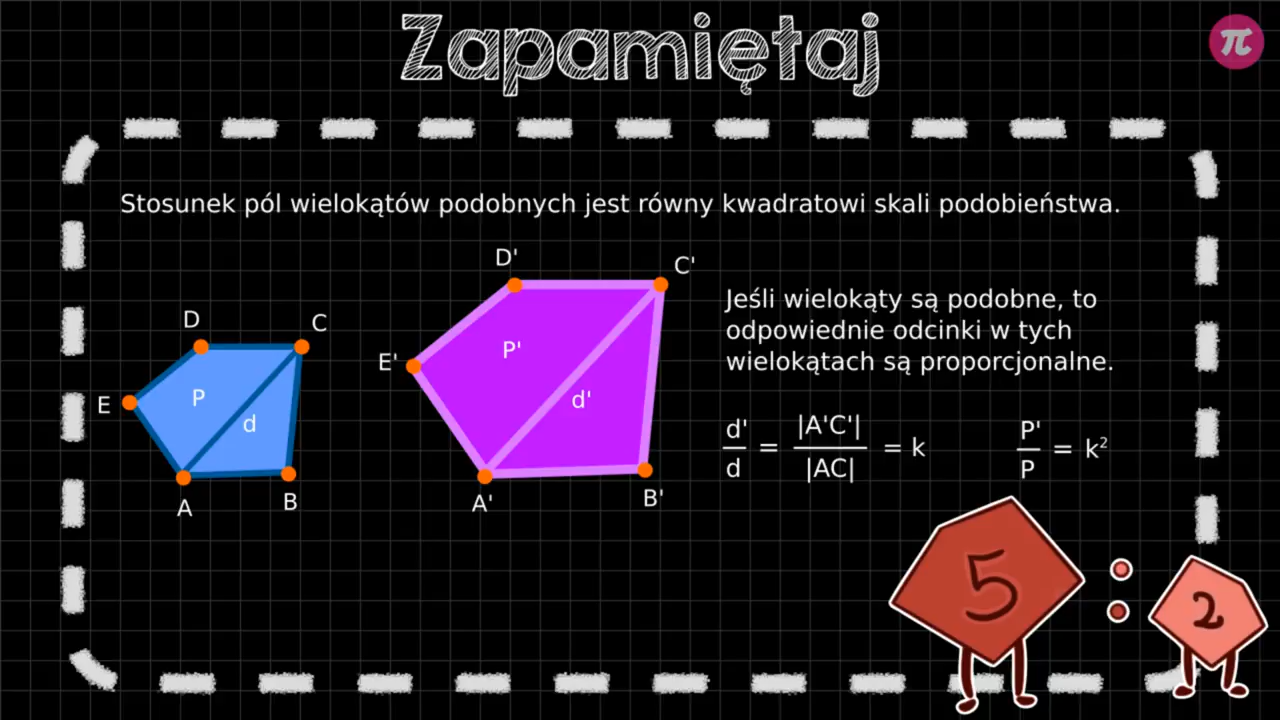 Zapamiętaj
π
Stosunek pól wielokątów podobnych jest równy kwadratowi skali podobieństwa.
D'
C'
Jeśli wielokąty są podobne, to
odpowiednie odcinki w tych
wielokątach są proporcjonalne.
D
C
E'
P'
E
P
d
d'
A
B
A'
B'
d'/d = |A'C'|/|AC| = k
P'/P = k²
5 : 2